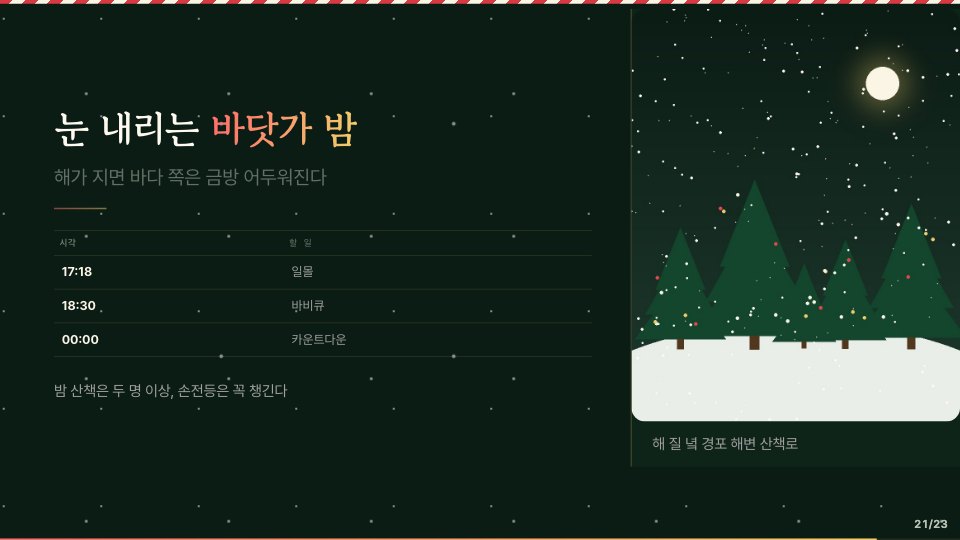 눈 내리는 바닷가 밤
해가 지면 바다 쪽은 금방 어두워진다
시각 할 일
17:18 일몰
18:30 바비큐
00:00 카운트다운
밤 산책은 두 명 이상, 손전등은 꼭 챙긴다
해 질 녘 경포 해변 산책로
21/23